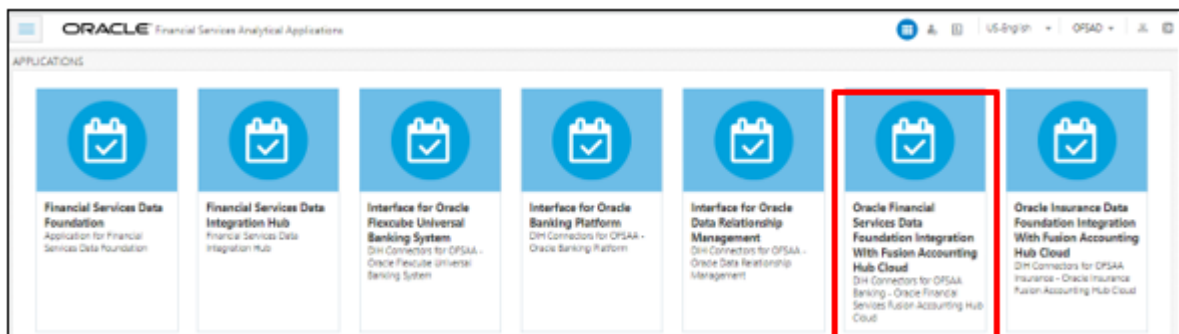 ORACLE Financial Services Analytical Applications
US-English
OFSAD
APPLICATIONS
Financial Services Data
Foundation
Application for Financial
Services Data Foundation
Financial Services Data
Integration Hub
Financial Services Data
Integration Hub
Interface for Oracle
Flexcube Universal
Banking System
DIH Connectors for OFSAA -
Oracle Flexcube Universal
Banking System
Interface for Oracle
Banking Platform
DIH Connectors for OFSAA -
Oracle Banking Platform
Interface for Oracle
Data Relationship
Management
DIH Connectors for OFSAA -
Oracle Data Relationship
Management
Oracle Financial
Services Data
Foundation Integration
With Fusion Accounting
Hub Cloud
DIH Connectors for OFSAA
Banking - Oracle Financial
Services Fusion Accounting Hub
Cloud
Oracle Insurance Data
Foundation Integration
With Fusion Accounting
Hub Cloud
DIH Connectors for OFSAA
Insurance - Oracle Insurance
Fusion Accounting Hub Cloud